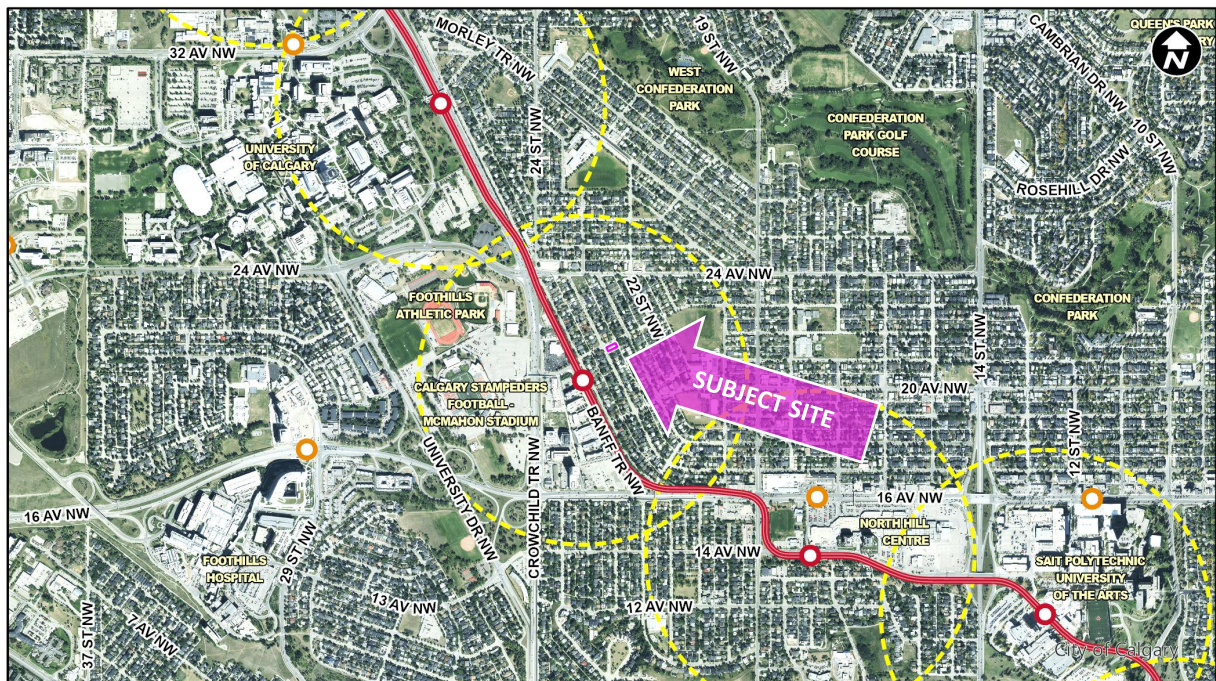 MORLEY TR NW
19 ST NW
CAMBRIAN DR NW
QUEEN'S PARK
N
32 AV NW
WEST
CONFEDERATION
PARK
CONFEDERATION
PARK GOLF
COURSE
10 ST NW
UNIVERSITY
OF CALGARY
24 ST NW
ROSEHILL DR NW
24 AV NW
24 AV NW
FOOTHILLS
ATHLETIC PARK
22 ST NW
CONFEDERATION
PARK
14 ST NW
SUBJECT SITE
20 AV NW
CALGARY STAMPEDERS
FOOTBALL -
MCMAHON STADIUM
BANFF TR NW
UNIVERSITY DR NW
CROWCHILD TR NW
12 ST NW
16 AV NW
16 AV NW
NORTH HILL
CENTRE
FOOTHILLS
HOSPITAL
29 ST NW
14 AV NW
SAIT POLYTECHNIC
UNIVERSITY
OF THE ARTS
13 AV NW
12 AV NW
37 ST NW
7 AV NW
City of Calgary